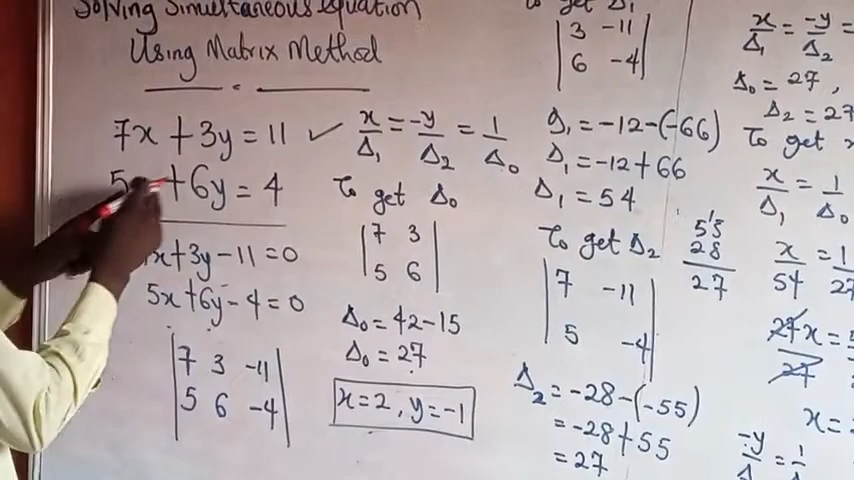 Solving Simultaneous Equation
Using Matrix Method
7x + 3y = 11 ✓
5 + 6y = 4
x + 3y - 11 = 0
5x + 6y - 4 = 0
|7 3 -11|
|5 6 -4|
x/Δ₁ = -y/Δ₂ = 1/Δ₀
To get Δ₀
|7 3|
|5 6|
Δ₀ = 42 - 15
Δ₀ = 27
x = 2, y = -1
to get Δ₁
|3 -11|
|6 -4|
Δ₁ = -12 - (-66)
Δ₁ = -12 + 66
Δ₁ = 54
To get Δ₂
|7 -11|
|5 -4|
Δ₂ = -28 - (-55)
= -28 + 55
= 27
28
27
x/Δ₁ = -y/Δ₂ =
Δ₀ = 27,
Δ₂ = 27
To get x
x/Δ₁ = 1/Δ₀
x/54 = 1/27
27x = 5
27
x =
-y/Δ = 1/Δ